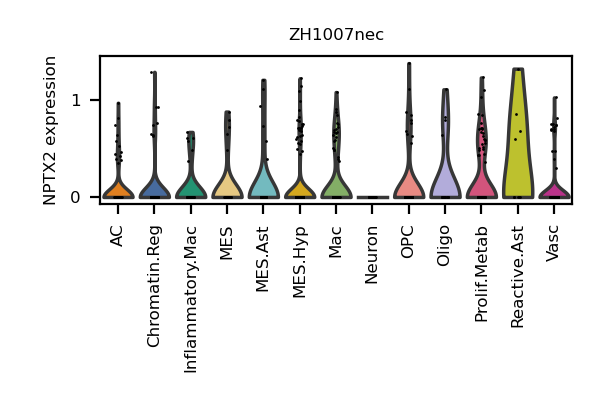 ZH1007nec
NPTX2 expression
1
0
AC
Chromatin.Reg
Inflammatory.Mac
MES
MES.Ast
MES.Hyp
Mac
Neuron
OPC
Oligo
Prolif.Metab
Reactive.Ast
Vasc